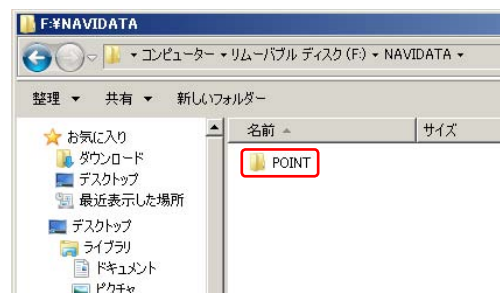 F:¥NAVIDATA
コンピューター ▾ リムーバブル ディスク (F:) ▾ NAVIDATA ▾
整理 ▼ 共有 ▼ 新しいフォルダー
お気に入り
ダウンロード
デスクトップ
最近表示した場所
デスクトップ
ライブラリ
ドキュメント
ピクチャ
名前 サイズ
POINT